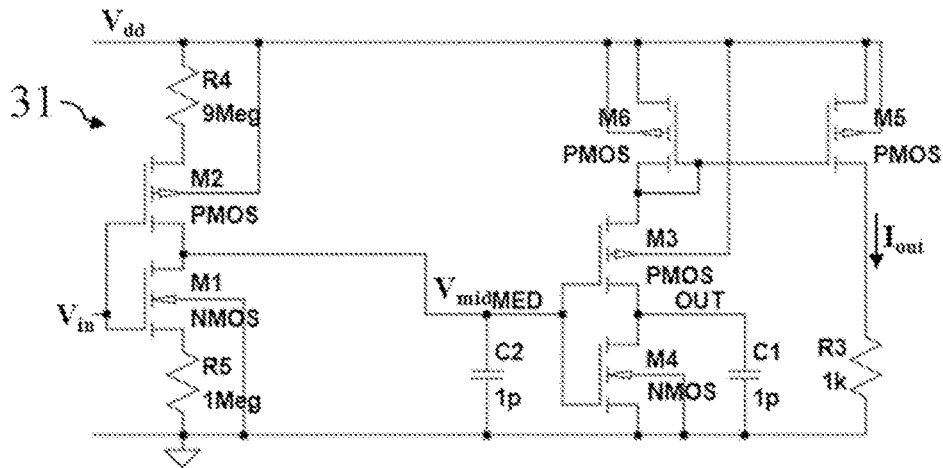 Vdd
31
R4
9Meg
M2
PMOS
M1
NMOS
Vin
R5
1Meg
M6
PMOS
M5
PMOS
Iout
M3
PMOS
VmidMED
OUT
C2
1p
M4
NMOS
C1
1p
R3
1k